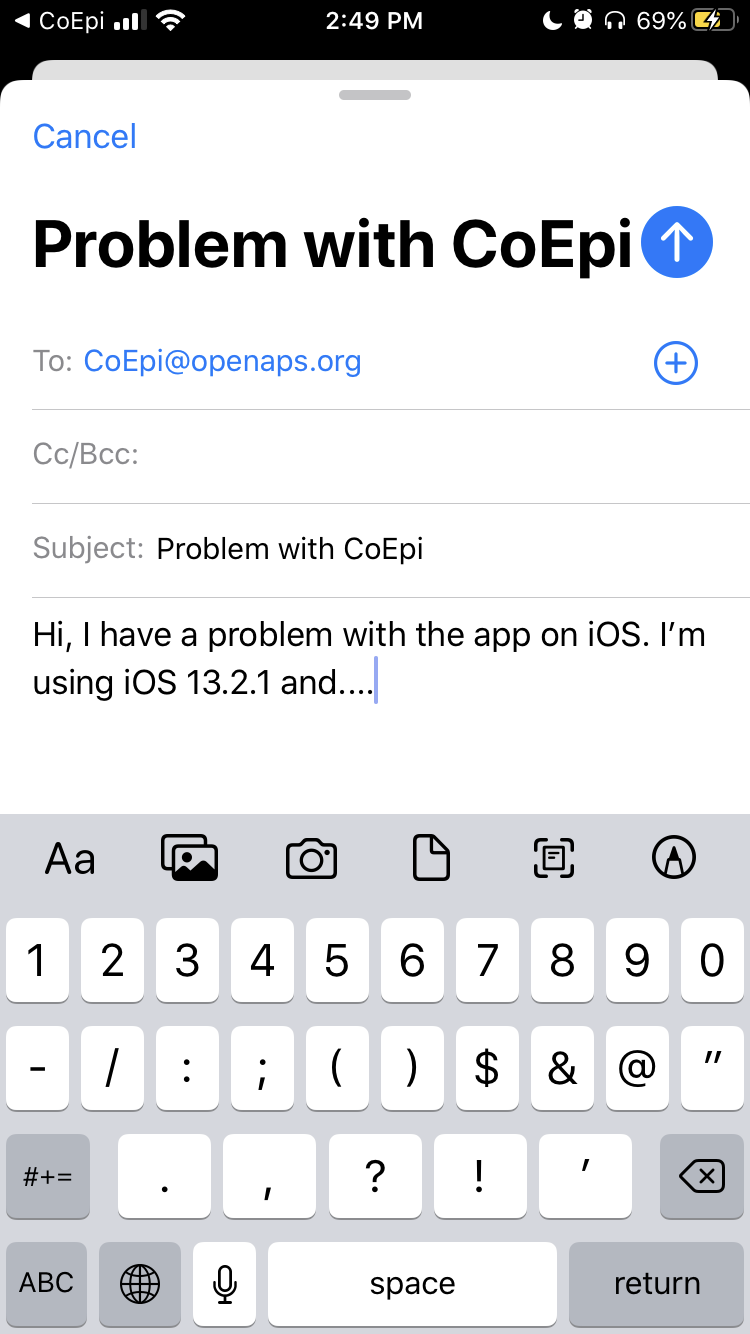 ◀ CoEpi 2:49 PM 69%
Cancel
Problem with CoEpi
To: CoEpi@openaps.org
Cc/Bcc:
Subject: Problem with CoEpi
Hi, I have a problem with the app on iOS. I’m
using iOS 13.2.1 and....
Aa
1 2 3 4 5 6 7 8 9 0
- / : ; ( ) $ & @ "
#+= . , ? ! '
ABC space return